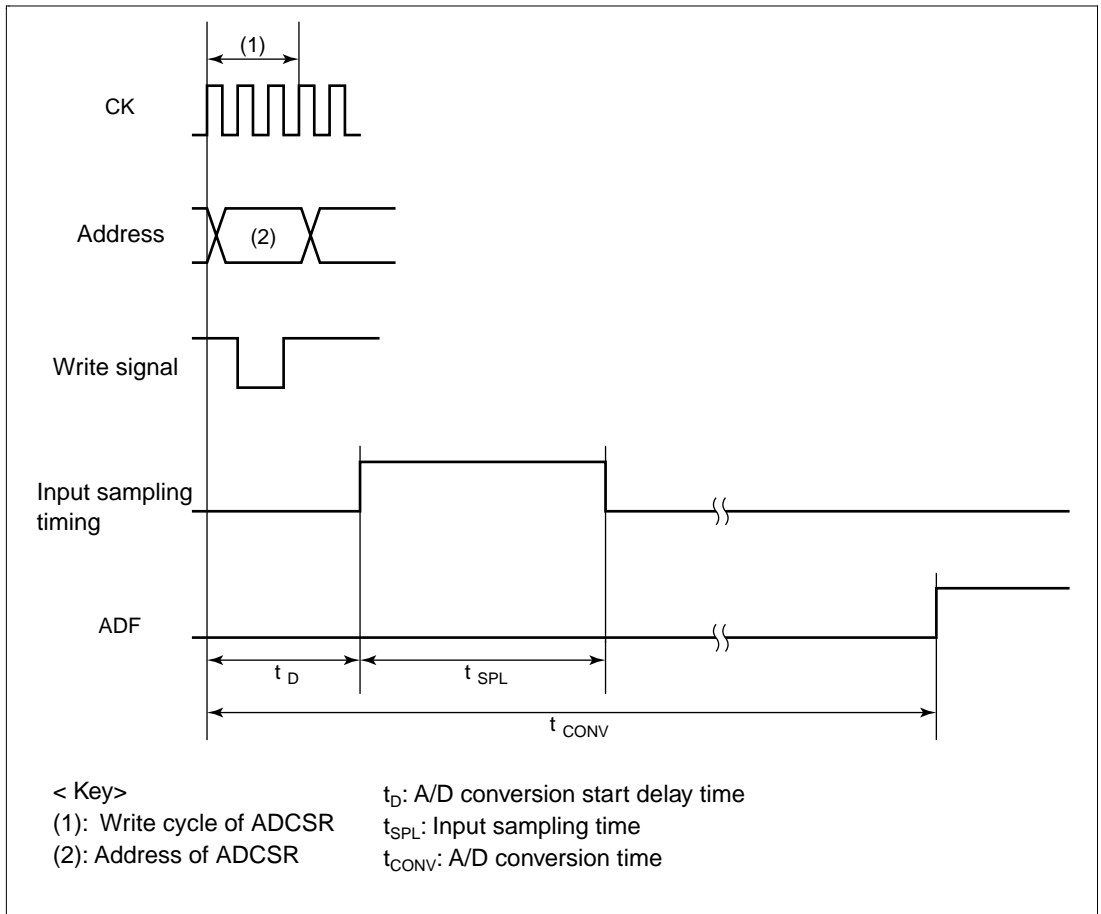 (1)
CK
Address
(2)
Write signal
Input sampling
timing
ADF
t D
t SPL
t CONV
< Key>
(1): Write cycle of ADCSR
(2): Address of ADCSR
tD: A/D conversion start delay time
tSPL: Input sampling time
tCONV: A/D conversion time